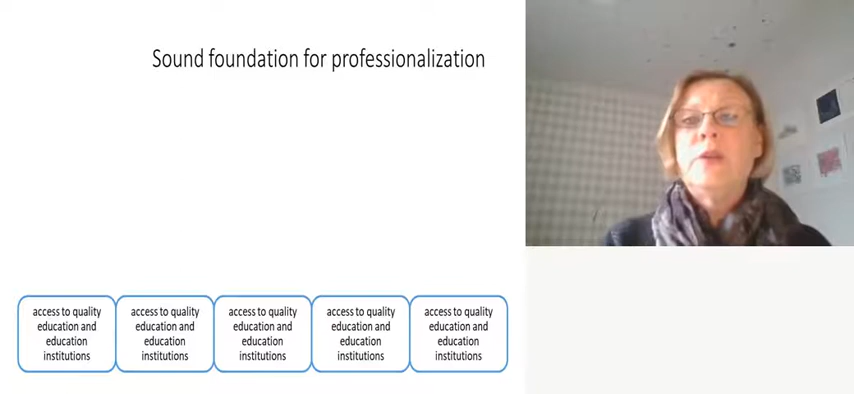 Sound foundation for professionalization
access to quality
education and
education
institutions
access to quality
education and
education
institutions
access to quality
education and
education
institutions
access to quality
education and
education
institutions
access to quality
education and
education
institutions